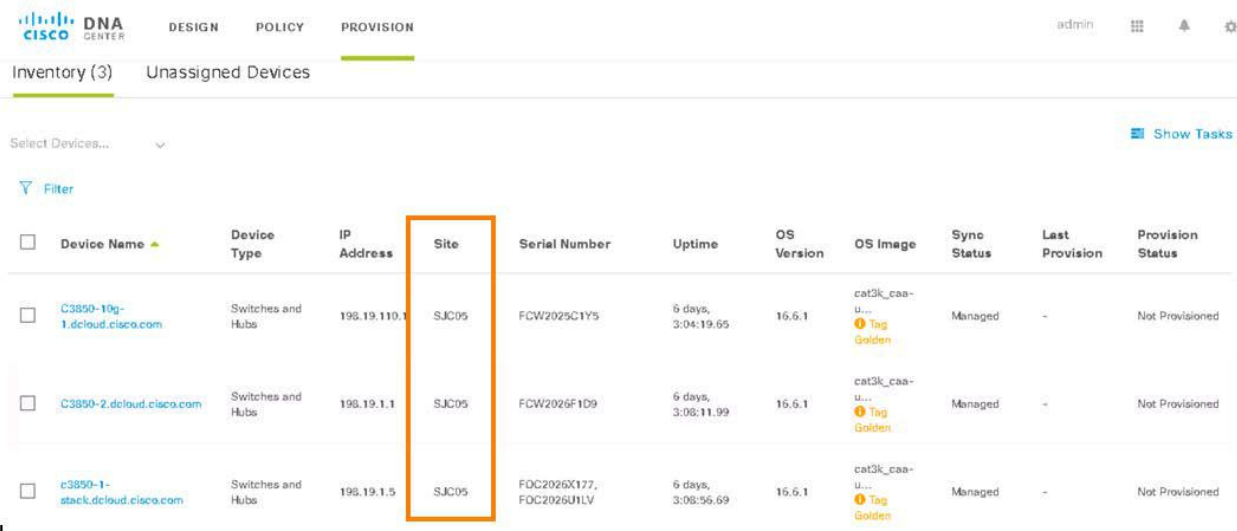 CISCO DNA CENTER DESIGN POLICY PROVISION admin
Inventory (3) Unassigned Devices
Select Devices... Show Tasks
Filter
Device Name Device Type IP Address Site Serial Number Uptime OS Version OS Image Sync Status Last Provision Provision Status
C3850-10g-1.dcloud.cisco.com Switches and Hubs 198.19.110.1 SJC05 FCW2025C1Y5 6 days, 3:04:19.65 16.6.1 cat3k_caa-u... Tag Golden Managed - Not Provisioned
C3850-2.dcloud.cisco.com Switches and Hubs 198.19.1.1 SJC05 FCW2026F1D9 6 days, 3:08:11.99 16.6.1 cat3k_caa-u... Tag Golden Managed - Not Provisioned
c3850-1-stack.dcloud.cisco.com Switches and Hubs 198.19.1.5 SJC05 FOC2026X177, FOC2026U1LV 6 days, 3:08:56.69 16.6.1 cat3k_caa-u... Tag Golden Managed - Not Provisioned